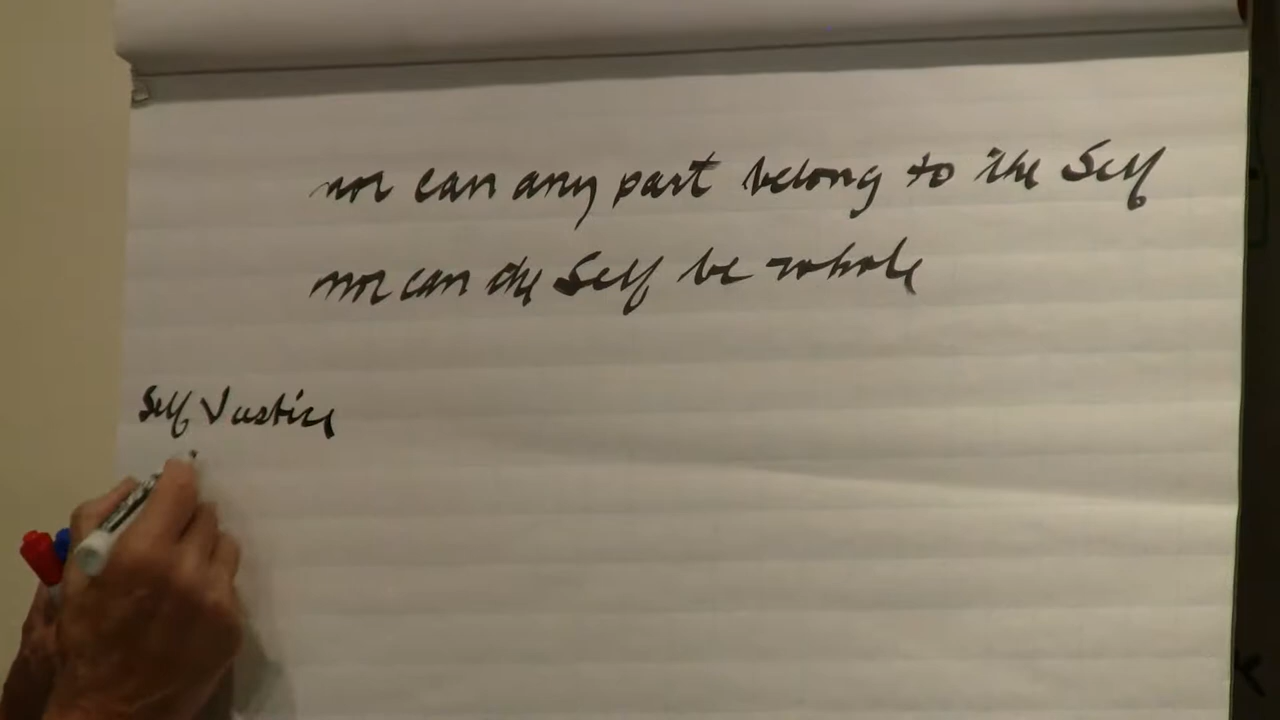 nor can any part belong to the Self
nor can the Self be whole
Self Justice